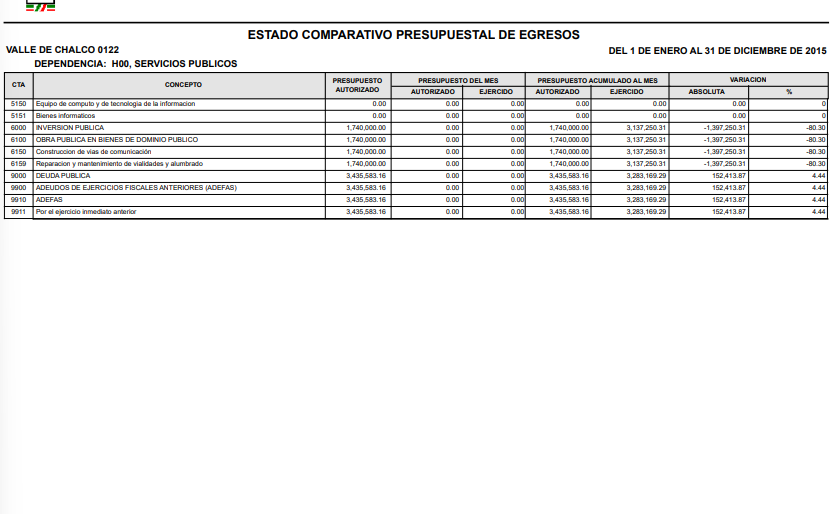 ESTADO COMPARATIVO PRESUPUESTAL DE EGRESOS
VALLE DE CHALCO 0122 DEL 1 DE ENERO AL 31 DE DICIEMBRE DE 2015
DEPENDENCIA: H00, SERVICIOS PUBLICOS
CTA CONCEPTO PRESUPUESTO AUTORIZADO PRESUPUESTO DEL MES PRESUPUESTO ACUMULADO AL MES VARIACION
AUTORIZADO EJERCIDO AUTORIZADO EJERCIDO ABSOLUTA %
5150 Equipo de computo y de tecnologia de la informacion 0.00 0.00 0.00 0.00 0.00 0.00 0
5151 Bienes informaticos 0.00 0.00 0.00 0.00 0.00 0.00 0
6000 INVERSION PUBLICA 1,740,000.00 0.00 0.00 1,740,000.00 3,137,250.31 -1,397,250.31 -80.30
6100 OBRA PUBLICA EN BIENES DE DOMINIO PUBLICO 1,740,000.00 0.00 0.00 1,740,000.00 3,137,250.31 -1,397,250.31 -80.30
6150 Construccion de vias de comunicación 1,740,000.00 0.00 0.00 1,740,000.00 3,137,250.31 -1,397,250.31 -80.30
6159 Reparacion y mantenimiento de vialidades y alumbrado 1,740,000.00 0.00 0.00 1,740,000.00 3,137,250.31 -1,397,250.31 -80.30
9000 DEUDA PUBLICA 3,435,583.16 0.00 0.00 3,435,583.16 3,283,169.29 152,413.87 4.44
9900 ADEUDOS DE EJERCICIOS FISCALES ANTERIORES (ADEFAS) 3,435,583.16 0.00 0.00 3,435,583.16 3,283,169.29 152,413.87 4.44
9910 ADEFAS 3,435,583.16 0.00 0.00 3,435,583.16 3,283,169.29 152,413.87 4.44
9911 Por el ejercicio inmediato anterior 3,435,583.16 0.00 0.00 3,435,583.16 3,283,169.29 152,413.87 4.44